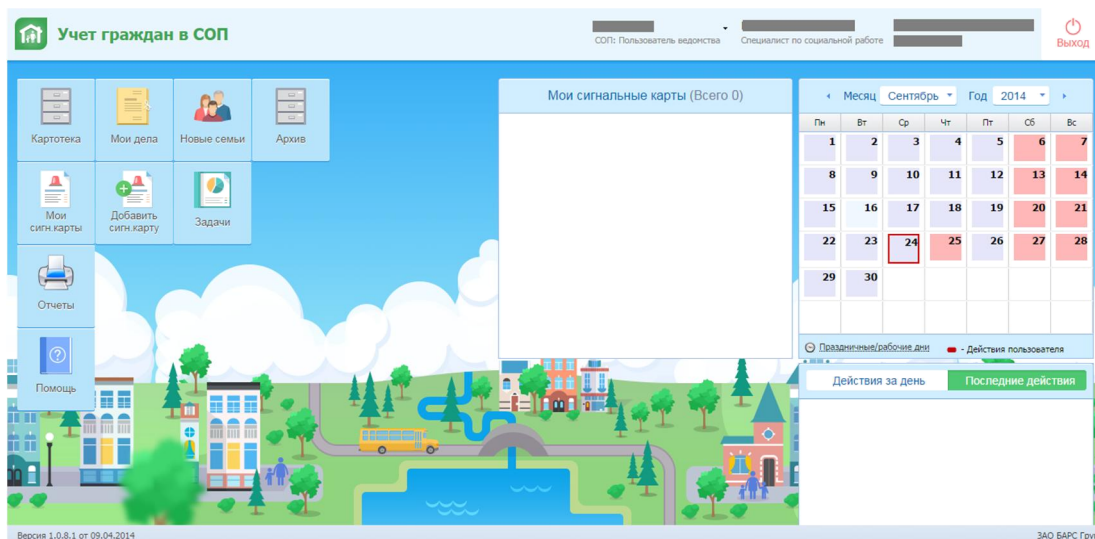 Учет граждан в СОП
СОП: Пользователь ведомства
Специалист по социальной работе
Выход
Картотека
Мои дела
Новые семьи
Архив
Мои
сигн.карты
Добавить
сигн.карту
Задачи
Отчеты
Помощь
Мои сигнальные карты (Всего 0)
Месяц Сентябрь Год 2014
Пн Вт Ср Чт Пт Сб Вс
1 2 3 4 5 6 7
8 9 10 11 12 13 14
15 16 17 18 19 20 21
22 23 24 25 26 27 28
29 30
Праздничные/рабочие дни - Действия пользователя
Действия за день Последние действия
Версия 1.0.8.1 от 09.04.2014
ЗАО БАРС Гру